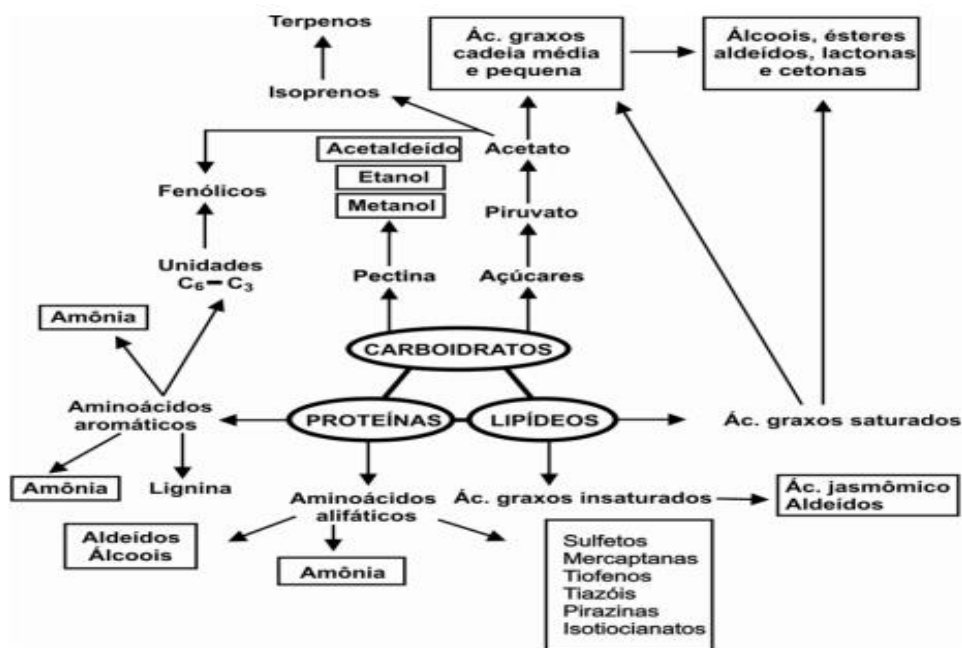 Terpenos
Ác. graxos
cadeia média
e pequena
Álcoois, ésteres
aldeídos, lactonas
e cetonas
Isoprenos
Acetaldeído
Acetato
Etanol
Fenólicos
Metanol
Piruvato
Unidades
C₆–C₃
Pectina
Açúcares
Amônia
CARBOIDRATOS
Aminoácidos
aromáticos
PROTEÍNAS
LIPÍDEOS
Ác. graxos saturados
Amônia
Lignina
Aminoácidos
alifáticos
Ác. graxos insaturados
Ác. jasmômico
Aldeídos
Aldeídos
Álcoois
Amônia
Sulfetos
Mercaptanas
Tiofenos
Tiazóis
Pirazinas
Isotiocianatos